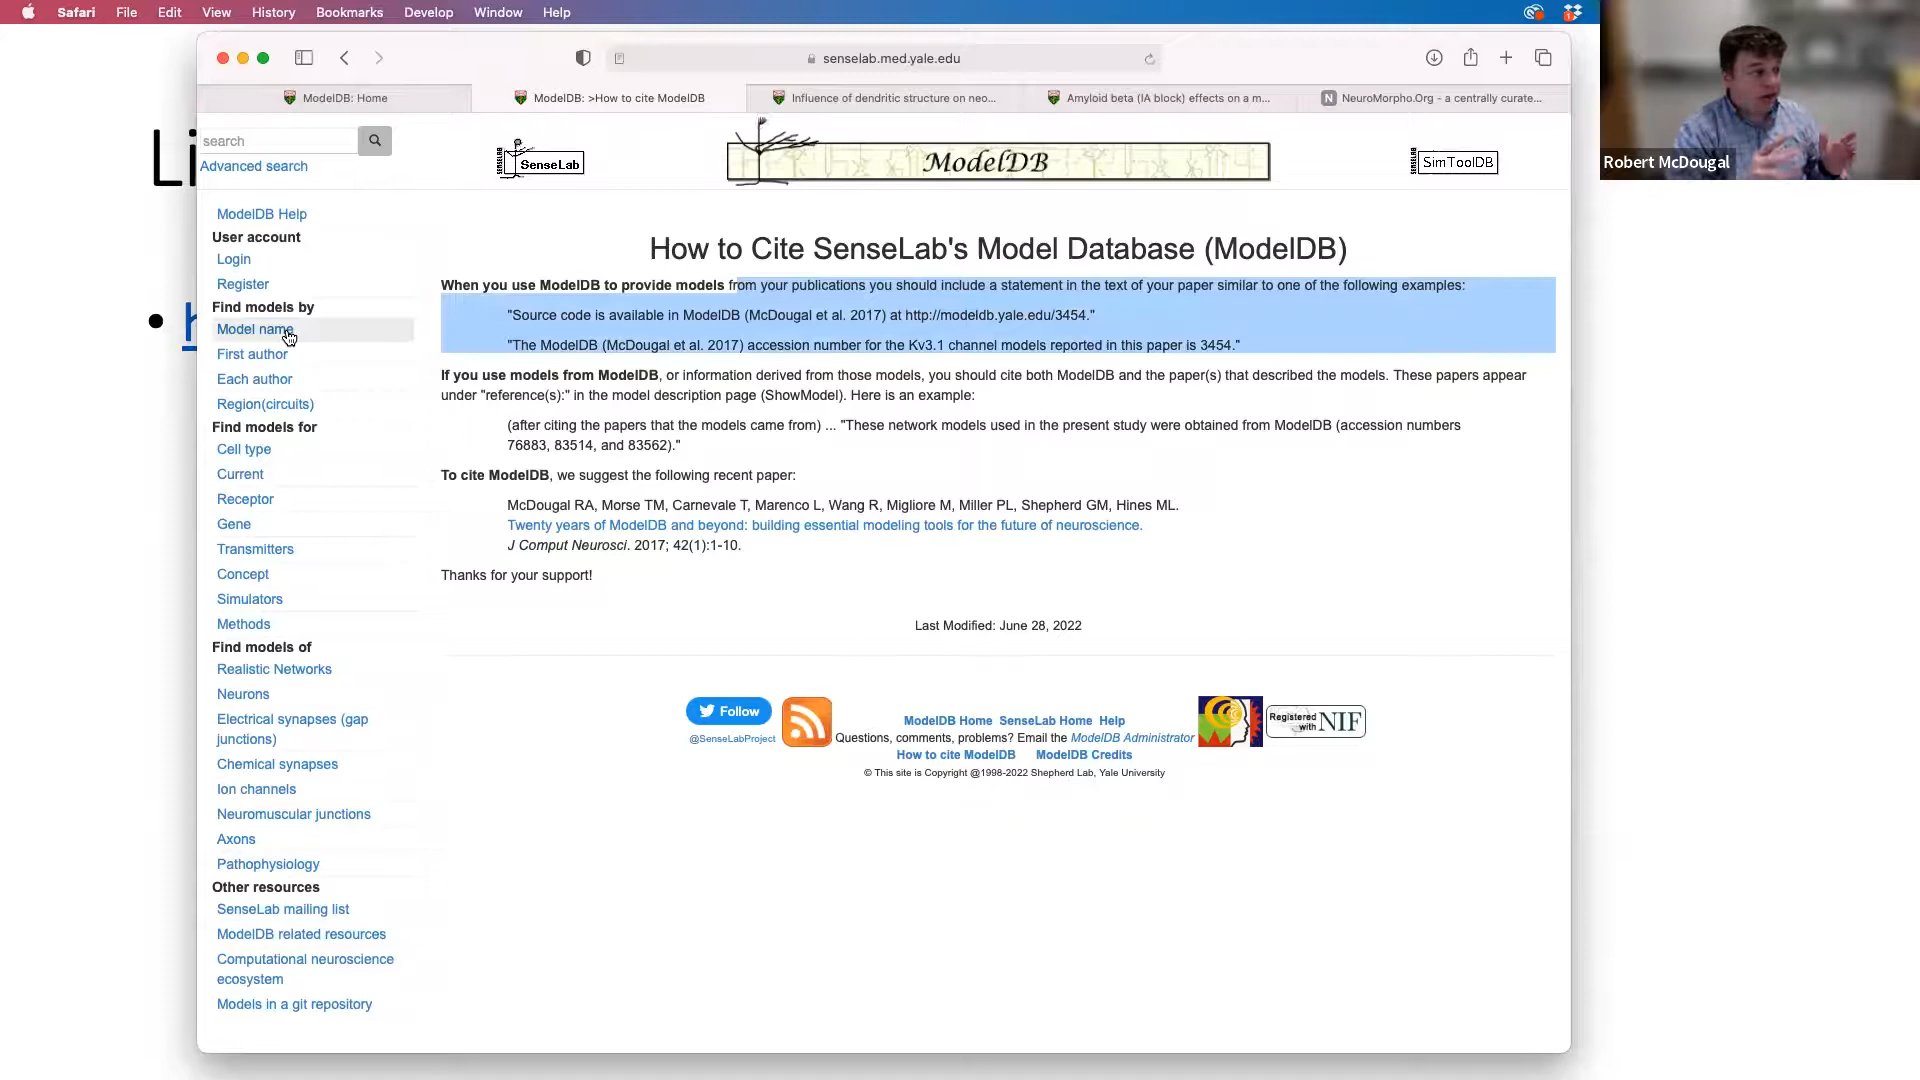 Safari File Edit View History Bookmarks Develop Window Help
senselab.med.yale.edu
ModelDB: Home
ModelDB: >How to cite ModelDB
Influence of dendritic structure on neo...
Amyloid beta (IA block) effects on a m...
NeuroMorpho.Org - a centrally curate...
Robert McDougal
Li
h
search
Advanced search
SENSELAB
SenseLab
ModelDB
SENSELAB
SimToolDB
ModelDB Help
User account
Login
Register
Find models by
Model name
First author
Each author
Region(circuits)
Find models for
Cell type
Current
Receptor
Gene
Transmitters
Concept
Simulators
Methods
Find models of
Realistic Networks
Neurons
Electrical synapses (gap
junctions)
Chemical synapses
Ion channels
Neuromuscular junctions
Axons
Pathophysiology
Other resources
SenseLab mailing list
ModelDB related resources
Computational neuroscience
ecosystem
Models in a git repository
How to Cite SenseLab's Model Database (ModelDB)
When you use ModelDB to provide models from your publications you should include a statement in the text of your paper similar to one of the following examples:
"Source code is available in ModelDB (McDougal et al. 2017) at http://modeldb.yale.edu/3454."
"The ModelDB (McDougal et al. 2017) accession number for the Kv3.1 channel models reported in this paper is 3454."
If you use models from ModelDB, or information derived from those models, you should cite both ModelDB and the paper(s) that described the models. These papers appear
under "reference(s):" in the model description page (ShowModel). Here is an example:
(after citing the papers that the models came from) ... "These network models used in the present study were obtained from ModelDB (accession numbers
76883, 83514, and 83562)."
To cite ModelDB, we suggest the following recent paper:
McDougal RA, Morse TM, Carnevale T, Marenco L, Wang R, Migliore M, Miller PL, Shepherd GM, Hines ML.
Twenty years of ModelDB and beyond: building essential modeling tools for the future of neuroscience.
J Comput Neurosci. 2017; 42(1):1-10.
Thanks for your support!
Last Modified: June 28, 2022
Follow
@SenseLabProject
ModelDB Home SenseLab Home Help
Questions, comments, problems? Email the ModelDB Administrator
How to cite ModelDB ModelDB Credits
© This site is Copyright @1998-2022 Shepherd Lab, Yale University
Registered
with NIF